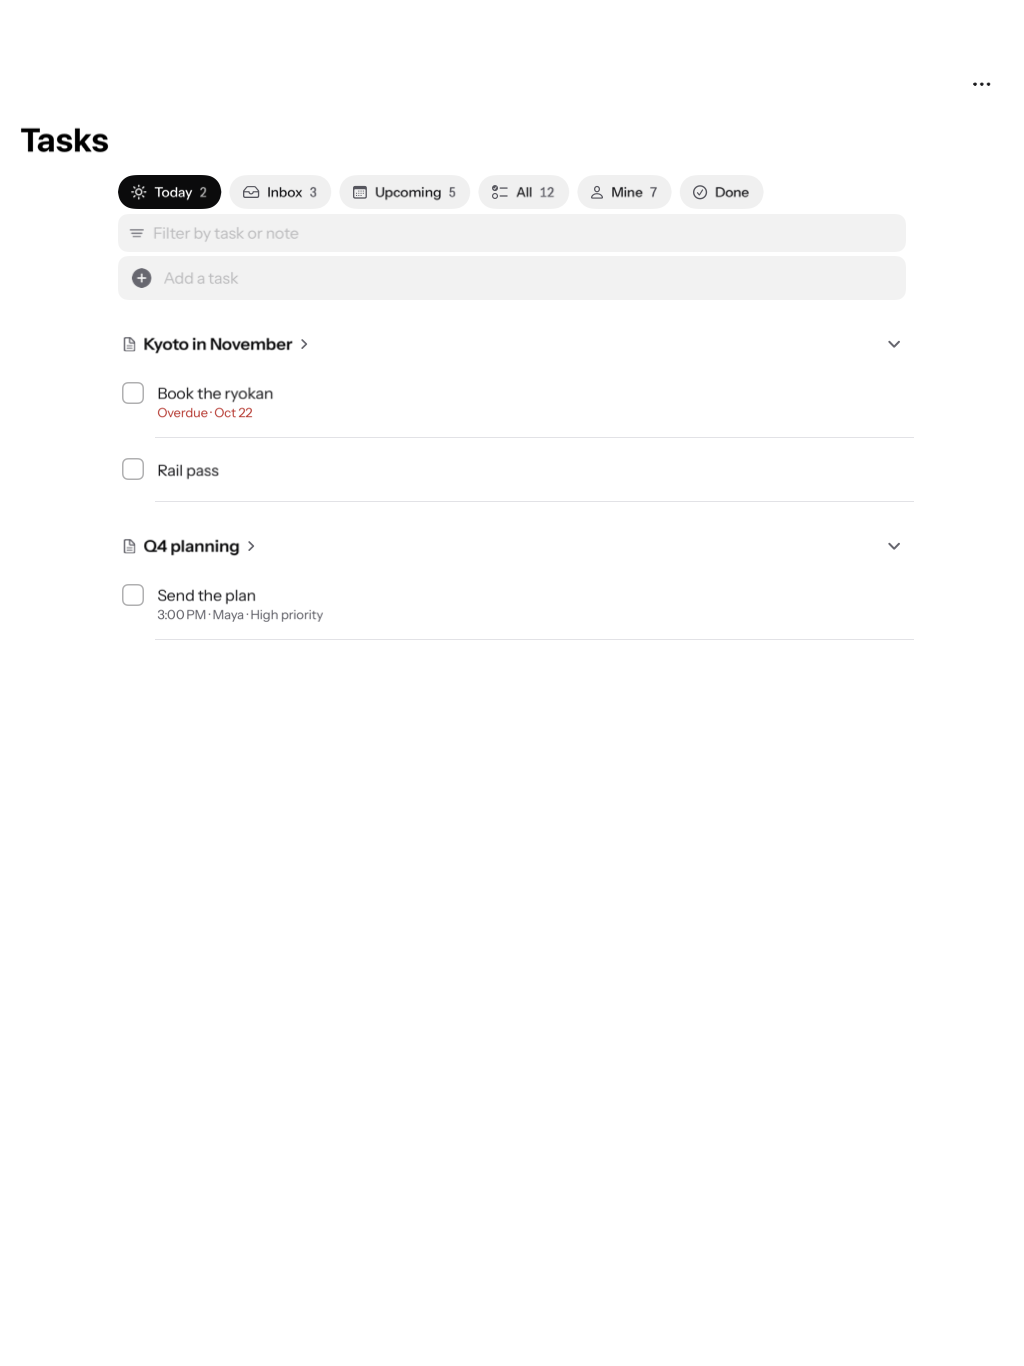 Tasks
Today 2 Inbox 3 Upcoming 5 All 12 Mine 7 Done
Filter by task or note
Add a task
Kyoto in November
Book the ryokan
Overdue · Oct 22
Rail pass
Q4 planning
Send the plan
3:00 PM · Maya · High priority